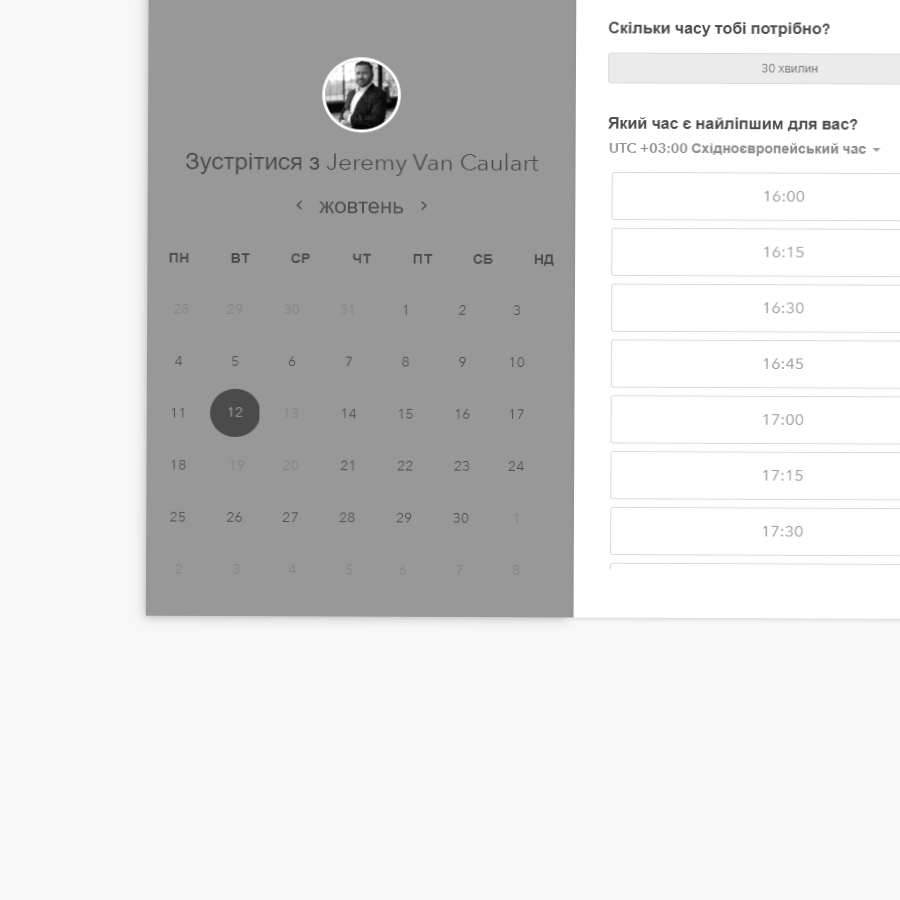 Зустрітися з Jeremy Van Caulart
‹ жовтень ›
ПН ВТ СР ЧТ ПТ СБ НД
28 29 30 31 1 2 3
4 5 6 7 8 9 10
11 12 13 14 15 16 17
18 19 20 21 22 23 24
25 26 27 28 29 30 1
2 3 4 5 6 7 8
Скільки часу тобі потрібно?
30 хвилин
Який час є найліпшим для вас?
UTC +03:00 Східноєвропейський час
16:00
16:15
16:30
16:45
17:00
17:15
17:30